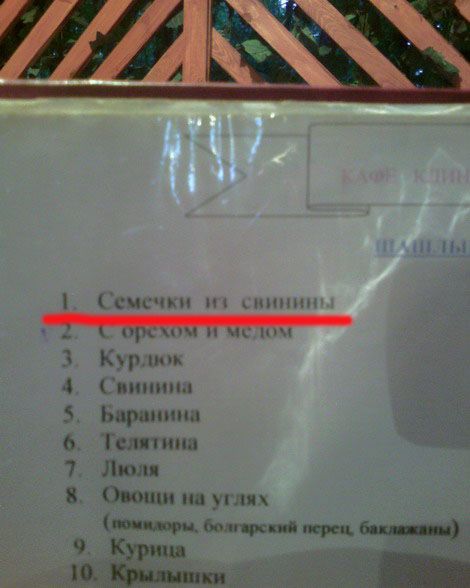 КАФЕ
ШАШЛЫ
1. Семечки из свинины
2. С орехом и медом
3. Курдюк
4. Свинина
5. Баранина
6. Телятина
7. Люля
8. Овощи на углях
(помидоры, болгарский перец, баклажаны)
9. Курица
10. Крылышки